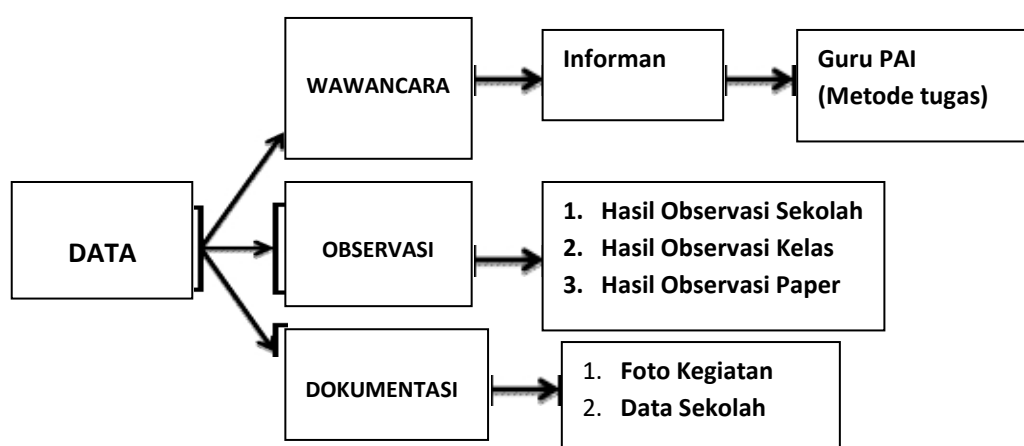 DATA
WAWANCARA
Informan
Guru PAI
(Metode tugas)
OBSERVASI
1. Hasil Observasi Sekolah
2. Hasil Observasi Kelas
3. Hasil Observasi Paper
DOKUMENTASI
1. Foto Kegiatan
2. Data Sekolah